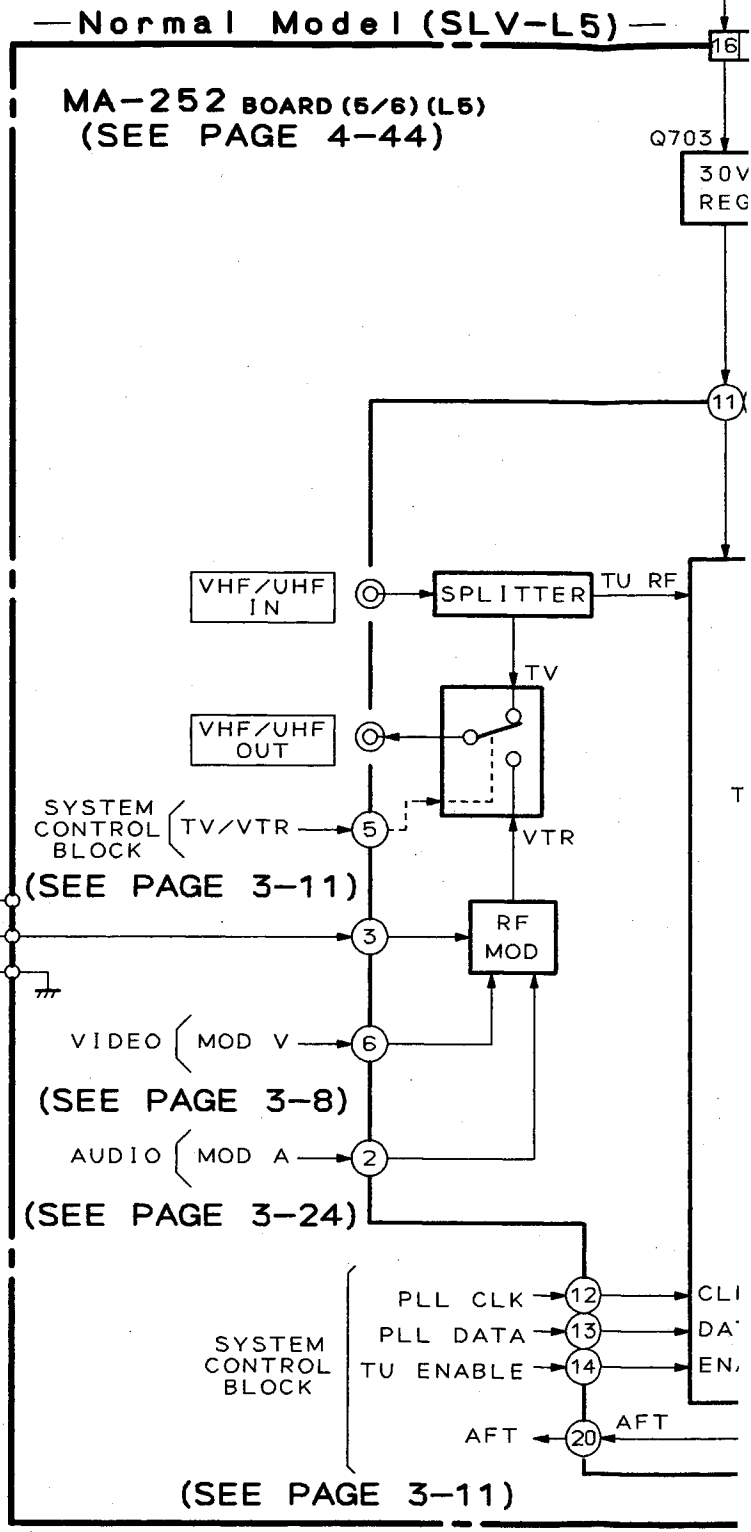 Normal Model (SLV-L5)
16
MA-252 BOARD (5/6) (L5)
(SEE PAGE 4-44)
Q703
30V
REG
11
VHF/UHF
IN
SPLITTER
TU RF
TV
VHF/UHF
OUT
T
SYSTEM
CONTROL
BLOCK
TV/VTR
5
VTR
(SEE PAGE 3-11)
3
RF
MOD
VIDEO
MOD V
6
(SEE PAGE 3-8)
AUDIO
MOD A
2
(SEE PAGE 3-24)
PLL CLK
12
PLL DATA
13
TU ENABLE
14
SYSTEM
CONTROL
BLOCK
AFT
20
AFT
(SEE PAGE 3-11)